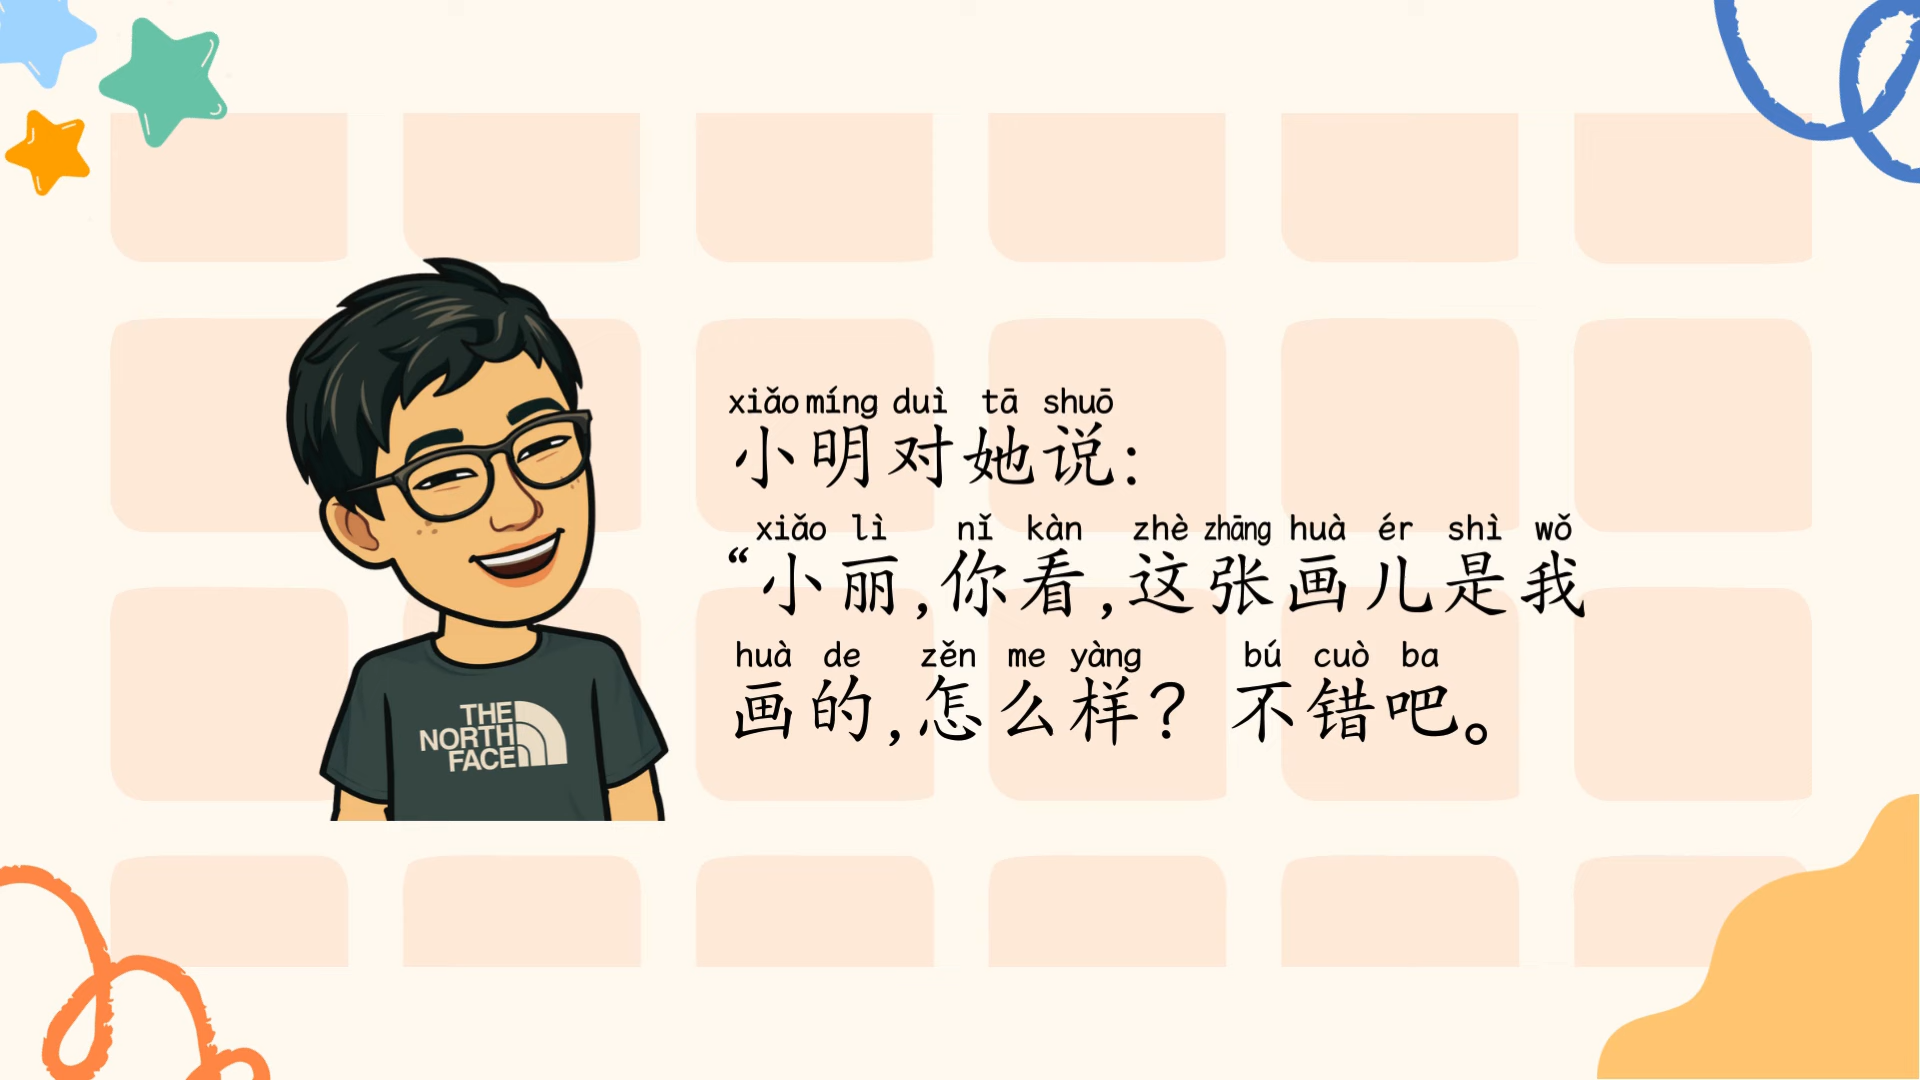 THE
NORTH
FACE
xiǎo míng duì tā shuō
小明对她说:
xiǎo lì nǐ kàn zhè zhāng huà ér shì wǒ
“小丽,你看,这张画儿是我
huà de zěn me yàng bú cuò ba
画的,怎么样? 不错吧。